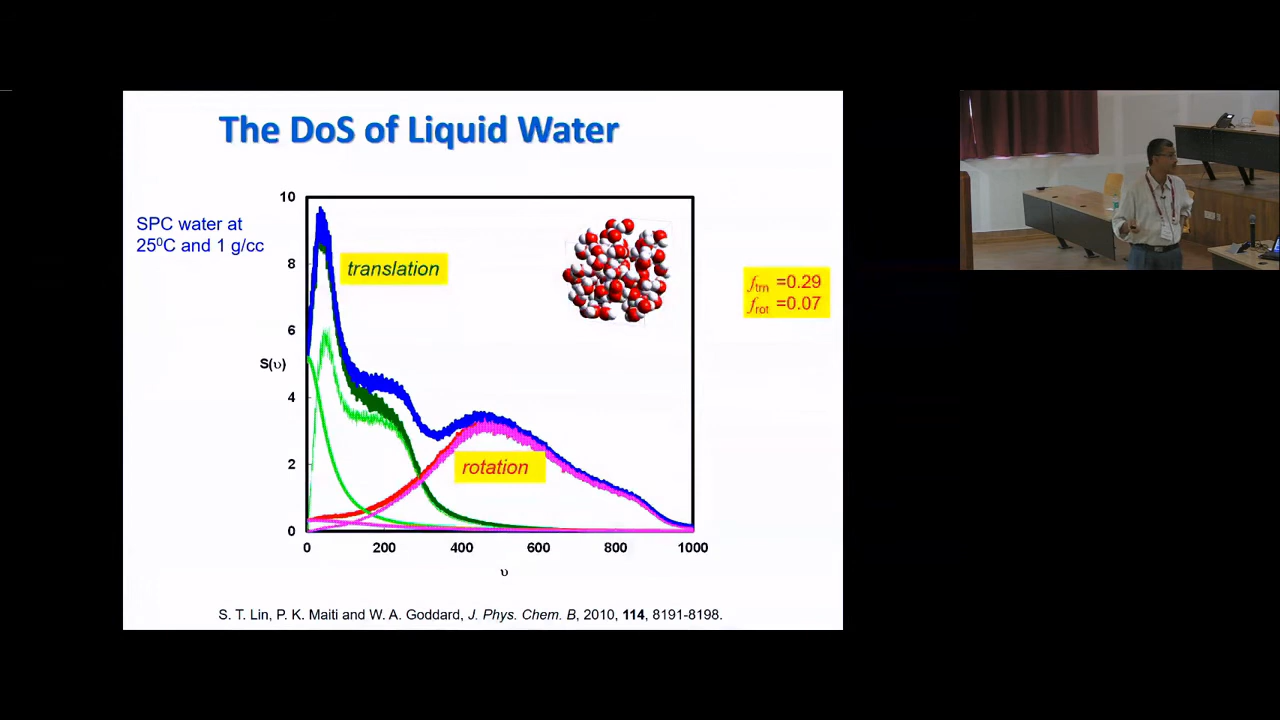 The DoS of Liquid Water
SPC water at
25⁰C and 1 g/cc
10
8
6
S(υ)
4
2
0
translation
rotation
0 200 400 600 800 1000
υ
f_trn =0.29
f_rot =0.07
S. T. Lin, P. K. Maiti and W. A. Goddard, J. Phys. Chem. B, 2010, 114, 8191-8198.